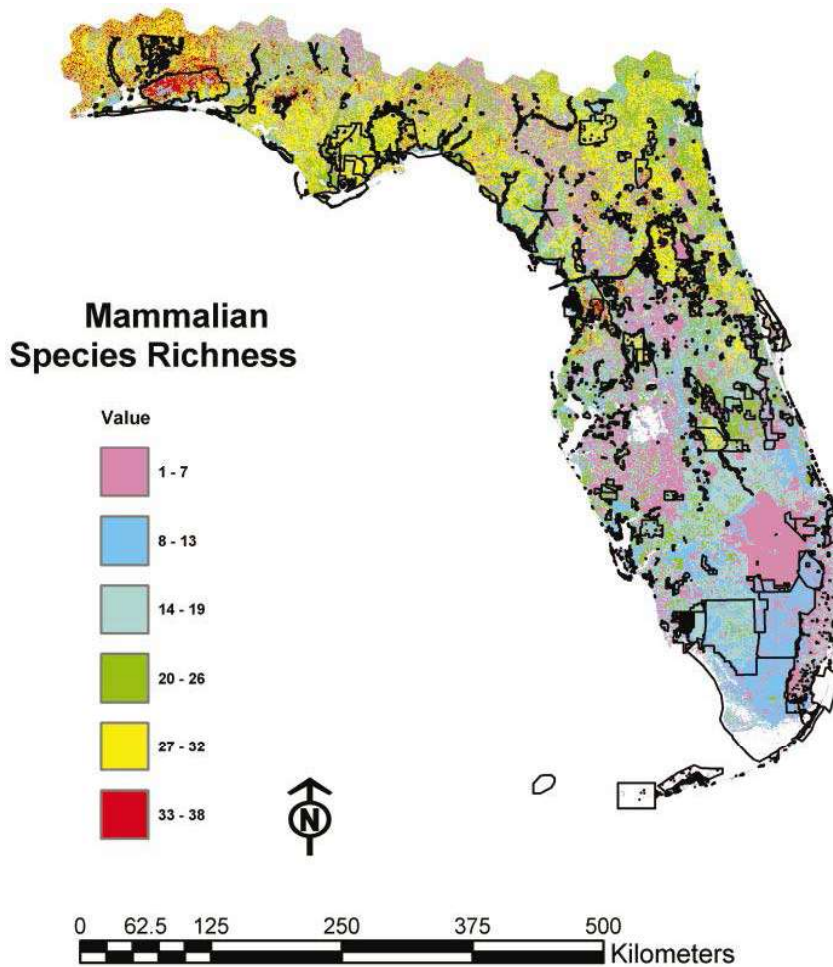 Mammalian
Species Richness
Value
1 - 7
8 - 13
14 - 19
20 - 26
27 - 32
33 - 38
N
0 62.5 125 250 375 500
Kilometers